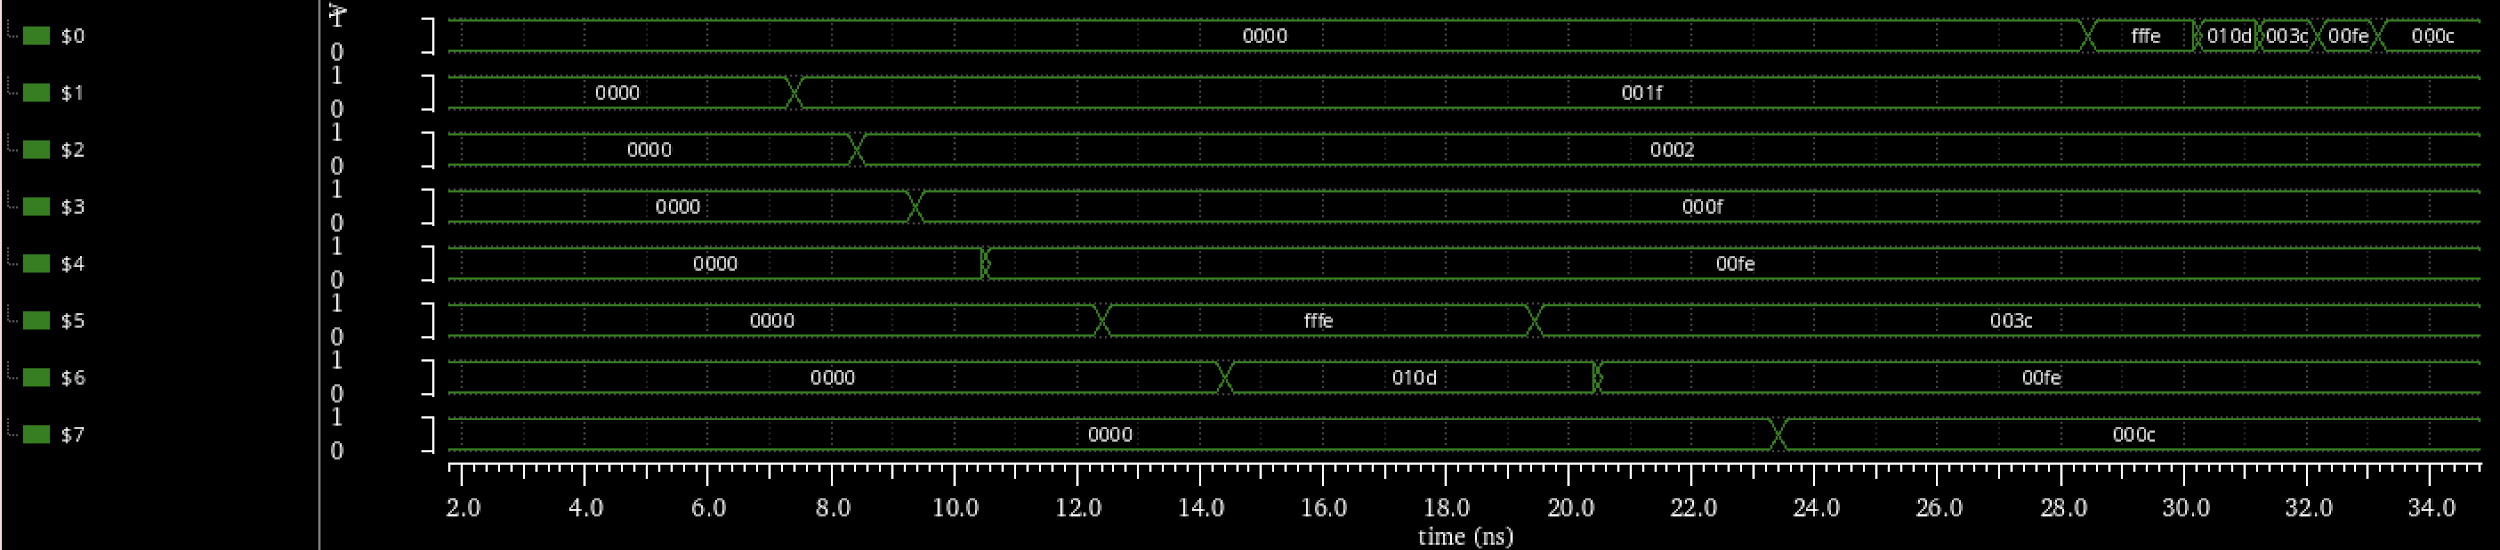 $0 1 0 0000 fffe 010d 003c 00fe 000c
$1 1 0 0000 001f
$2 1 0 0000 0002
$3 1 0 0000 000f
$4 1 0 0000 00fe
$5 1 0 0000 fffe 003c
$6 1 0 0000 010d 00fe
$7 1 0 0000 000c
2.0 4.0 6.0 8.0 10.0 12.0 14.0 16.0 18.0 20.0 22.0 24.0 26.0 28.0 30.0 32.0 34.0
time (ns)